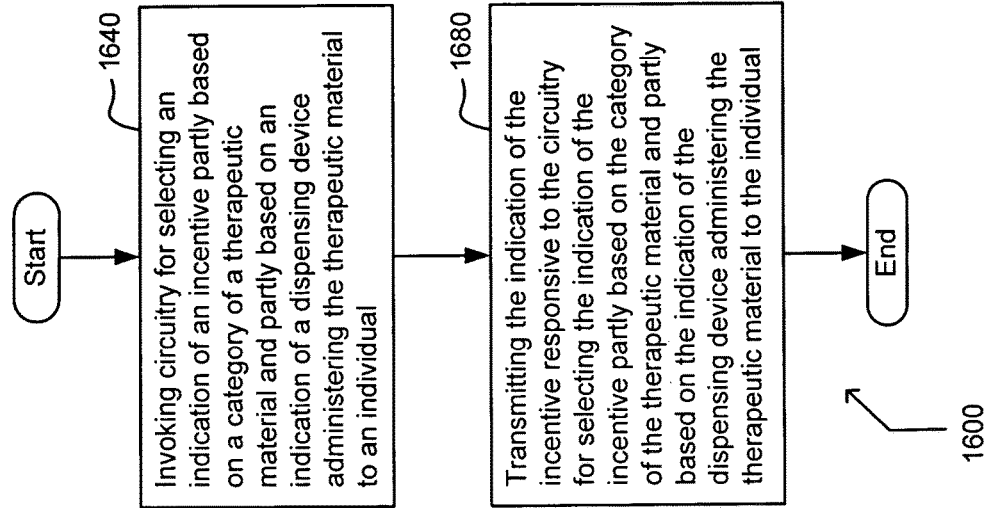 Start
1640
Invoking circuitry for selecting an
indication of an incentive partly based
on a category of a therapeutic
material and partly based on an
indication of a dispensing device
administering the therapeutic material
to an individual
1680
Transmitting the indication of the
incentive responsive to the circuitry
for selecting the indication of the
incentive partly based on the category
of the therapeutic material and partly
based on the indication of the
dispensing device administering the
therapeutic material to the individual
End
1600